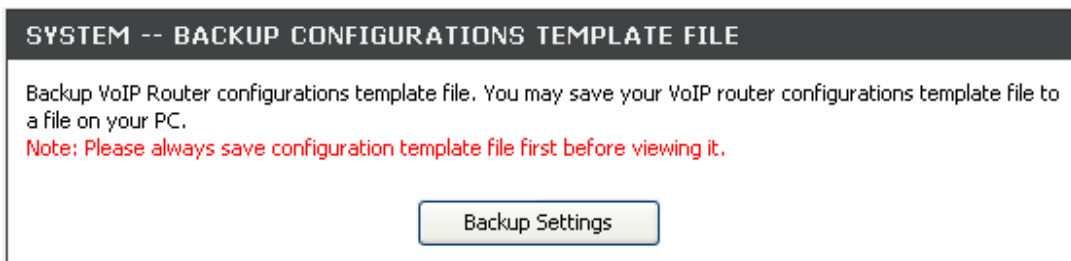 SYSTEM -- BACKUP CONFIGURATIONS TEMPLATE FILE
Backup VoIP Router configurations template file. You may save your VoIP router configurations template file to
a file on your PC.
Note: Please always save configuration template file first before viewing it.
Backup Settings